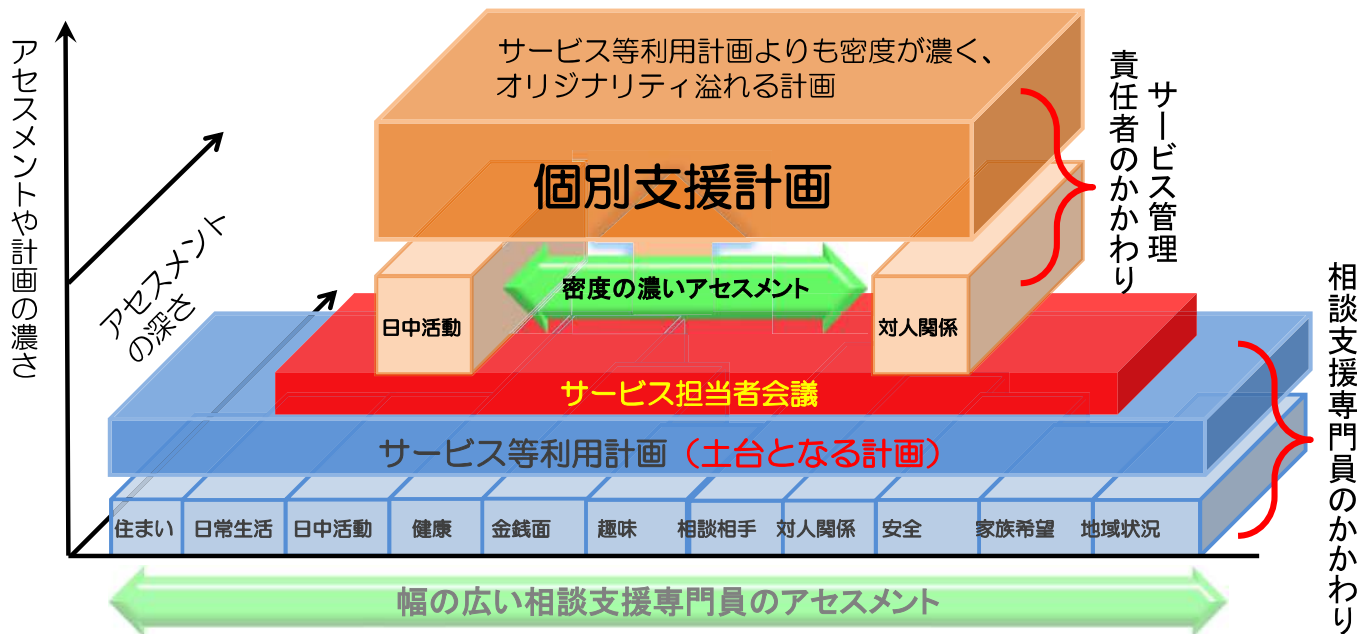 アセスメントや計画の濃さ
アセスメント
の深さ
サービス等利用計画よりも密度が濃く、
オリジナリティ溢れる計画
個別支援計画
サービス管理
責任者のかかわり
密度の濃いアセスメント
日中活動
対人関係
サービス担当者会議
サービス等利用計画（土台となる計画）
相談支援専門員のかかわり
住まい
日常生活
日中活動
健康
金銭面
趣味
相談相手
対人関係
安全
家族希望
地域状況
幅の広い相談支援専門員のアセスメント